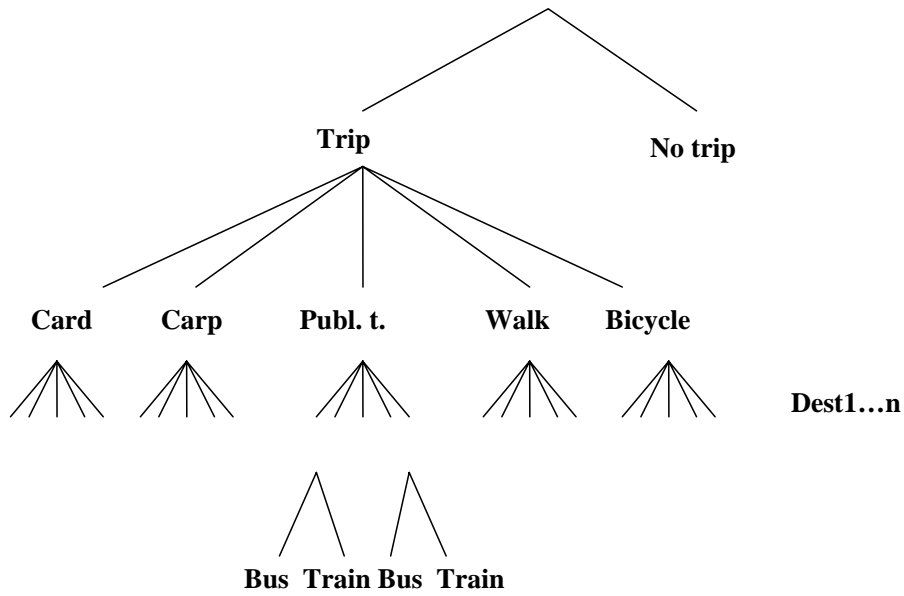 Trip
No trip
Card Carp Publ. t. Walk Bicycle
Dest1…n
Bus Train Bus Train